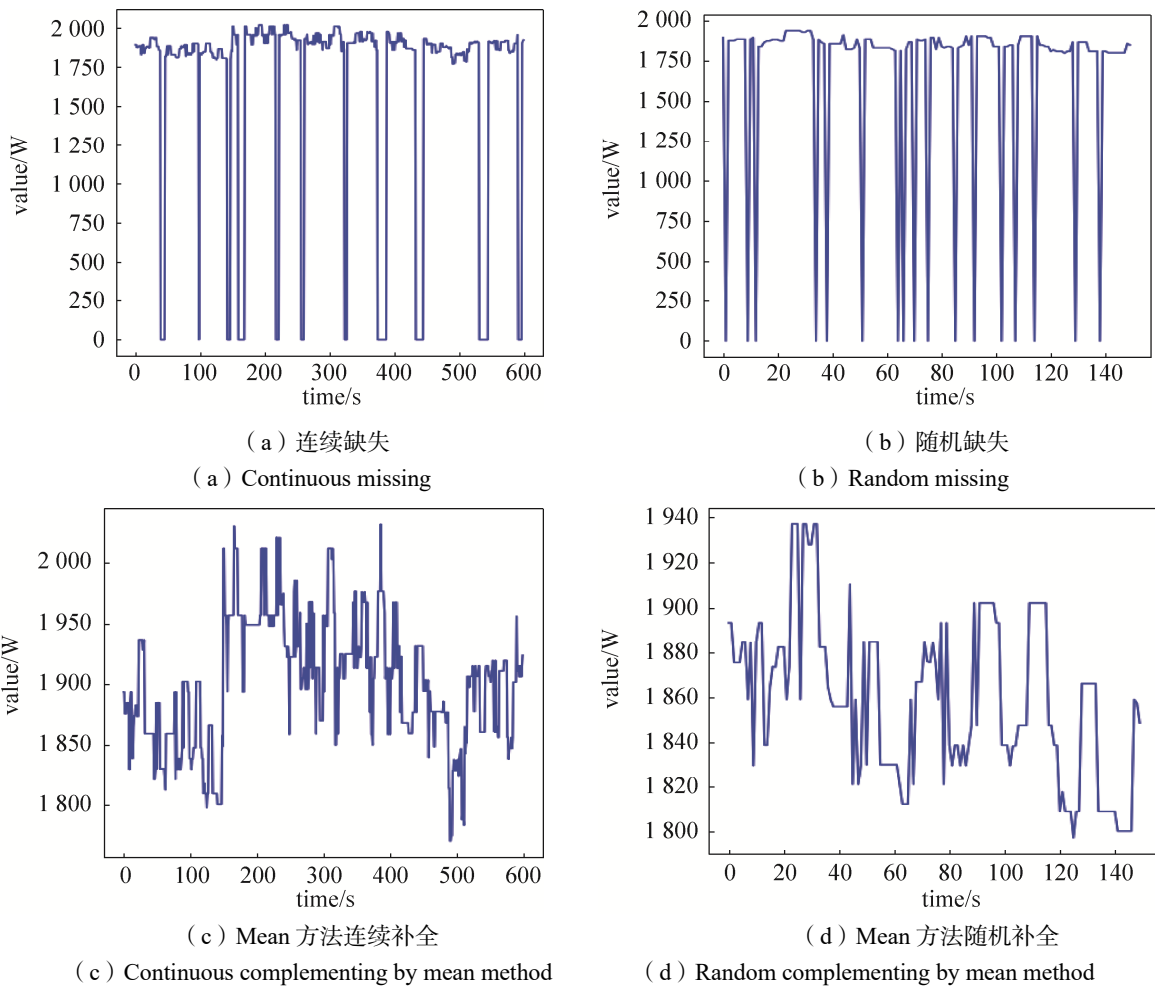 2 000
1 750
1 500
1 250
1 000
750
500
250
0
value/W
0 100 200 300 400 500 600
time/s
(a)连续缺失
(a)Continuous missing
2 000
1 750
1 500
1 250
1 000
750
500
250
0
value/W
0 20 40 60 80 100 120 140
time/s
(b)随机缺失
(b)Random missing
2 000
1 950
1 900
1 850
1 800
value/W
0 100 200 300 400 500 600
time/s
(c)Mean 方法连续补全
(c)Continuous complementing by mean method
1 940
1 920
1 900
1 880
1 860
1 840
1 820
1 800
value/W
0 20 40 60 80 100 120 140
time/s
(d)Mean 方法随机补全
(d)Random complementing by mean method